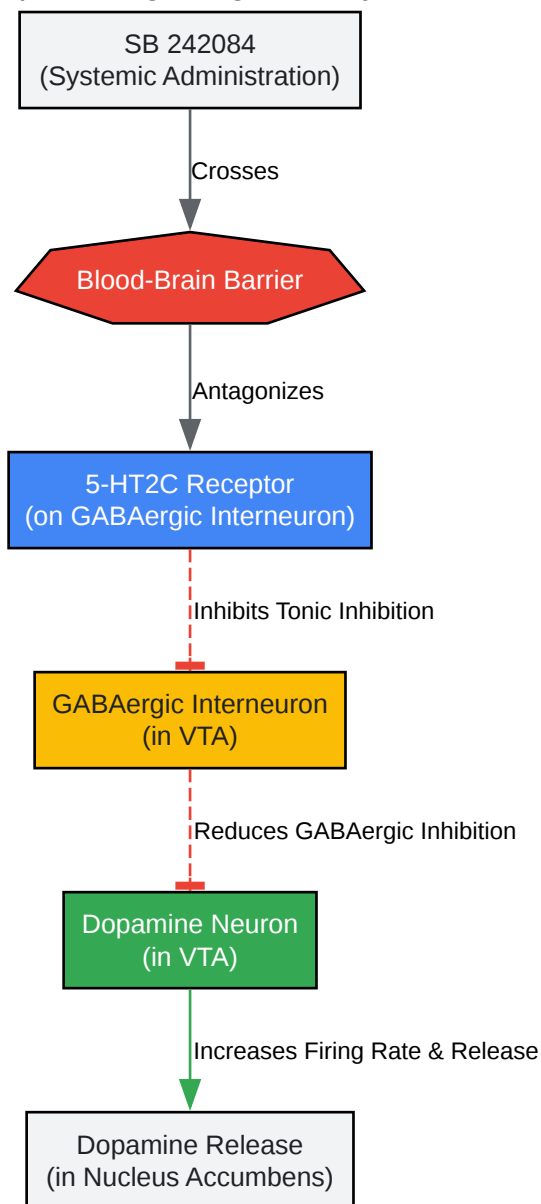 SB 242084
(Systemic Administration)
Crosses
Blood-Brain Barrier
Antagonizes
5-HT2C Receptor
(on GABAergic Interneuron)
Inhibits Tonic Inhibition
GABAergic Interneuron
(in VTA)
Reduces GABAergic Inhibition
Dopamine Neuron
(in VTA)
Increases Firing Rate & Release
Dopamine Release
(in Nucleus Accumbens)